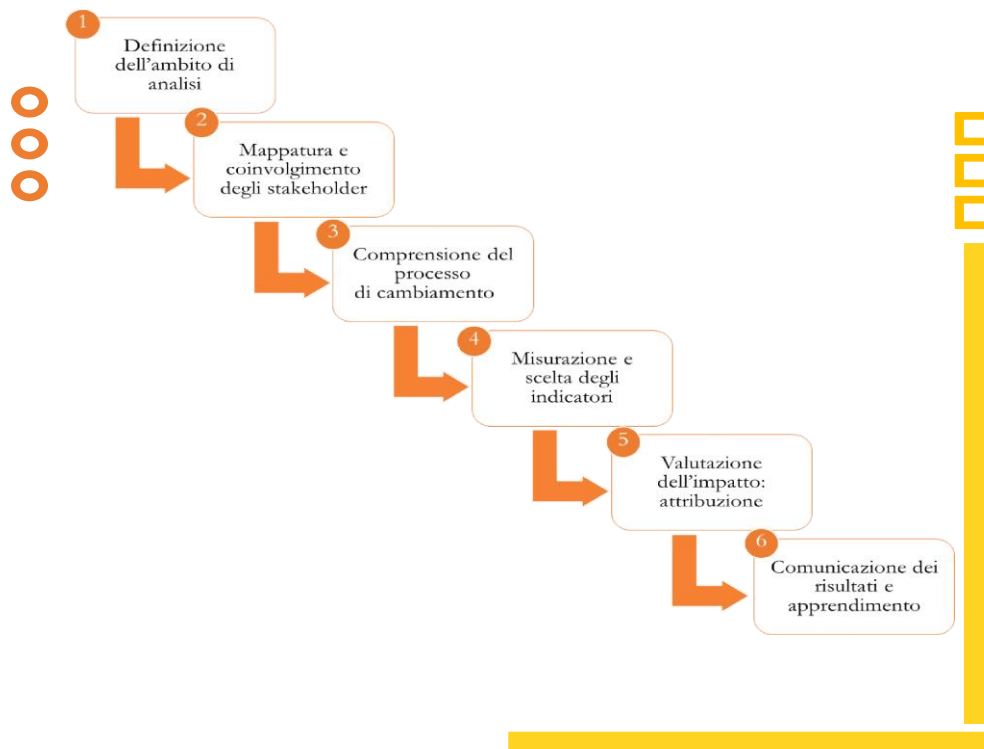 1
Definizione
dell'ambito di
analisi
2
Mappatura e
coinvolgimento
degli stakeholder
3
Comprensione del
processo
di cambiamento
4
Misurazione e
scelta degli
indicatori
5
Valutazione
dell'impatto:
attribuzione
6
Comunicazione dei
risultati e
apprendimento